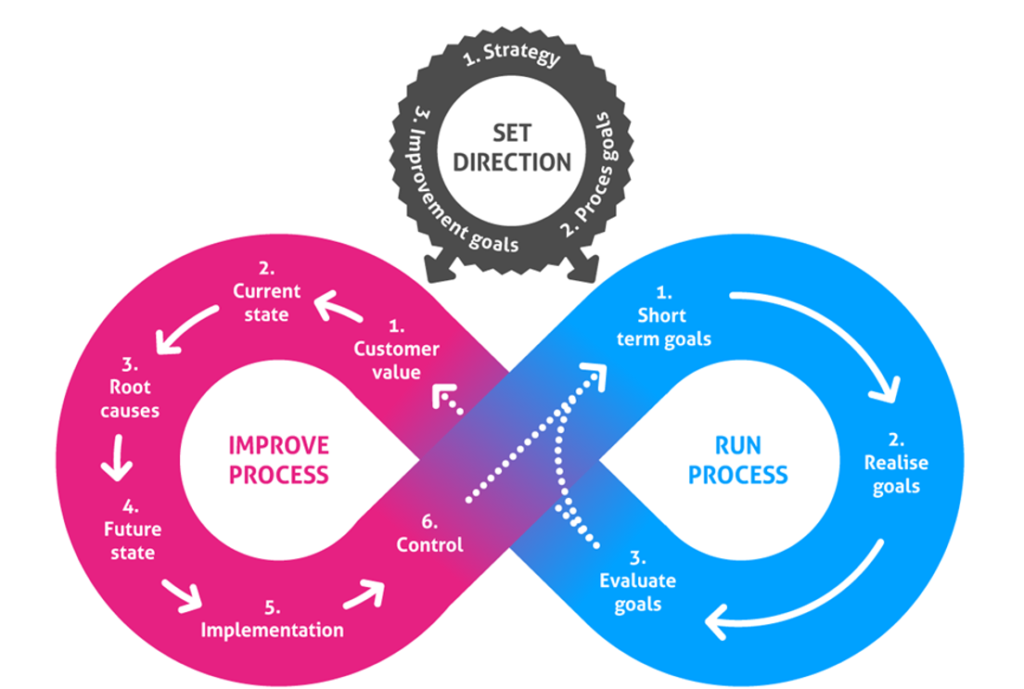 1. Strategy
2. Proces goals
3. Improvement goals
SET
DIRECTION
1.
Customer
value
2.
Current
state
3.
Root
causes
4.
Future
state
5.
Implementation
6.
Control
IMPROVE
PROCESS
1.
Short
term goals
2.
Realise
goals
3.
Evaluate
goals
RUN
PROCESS